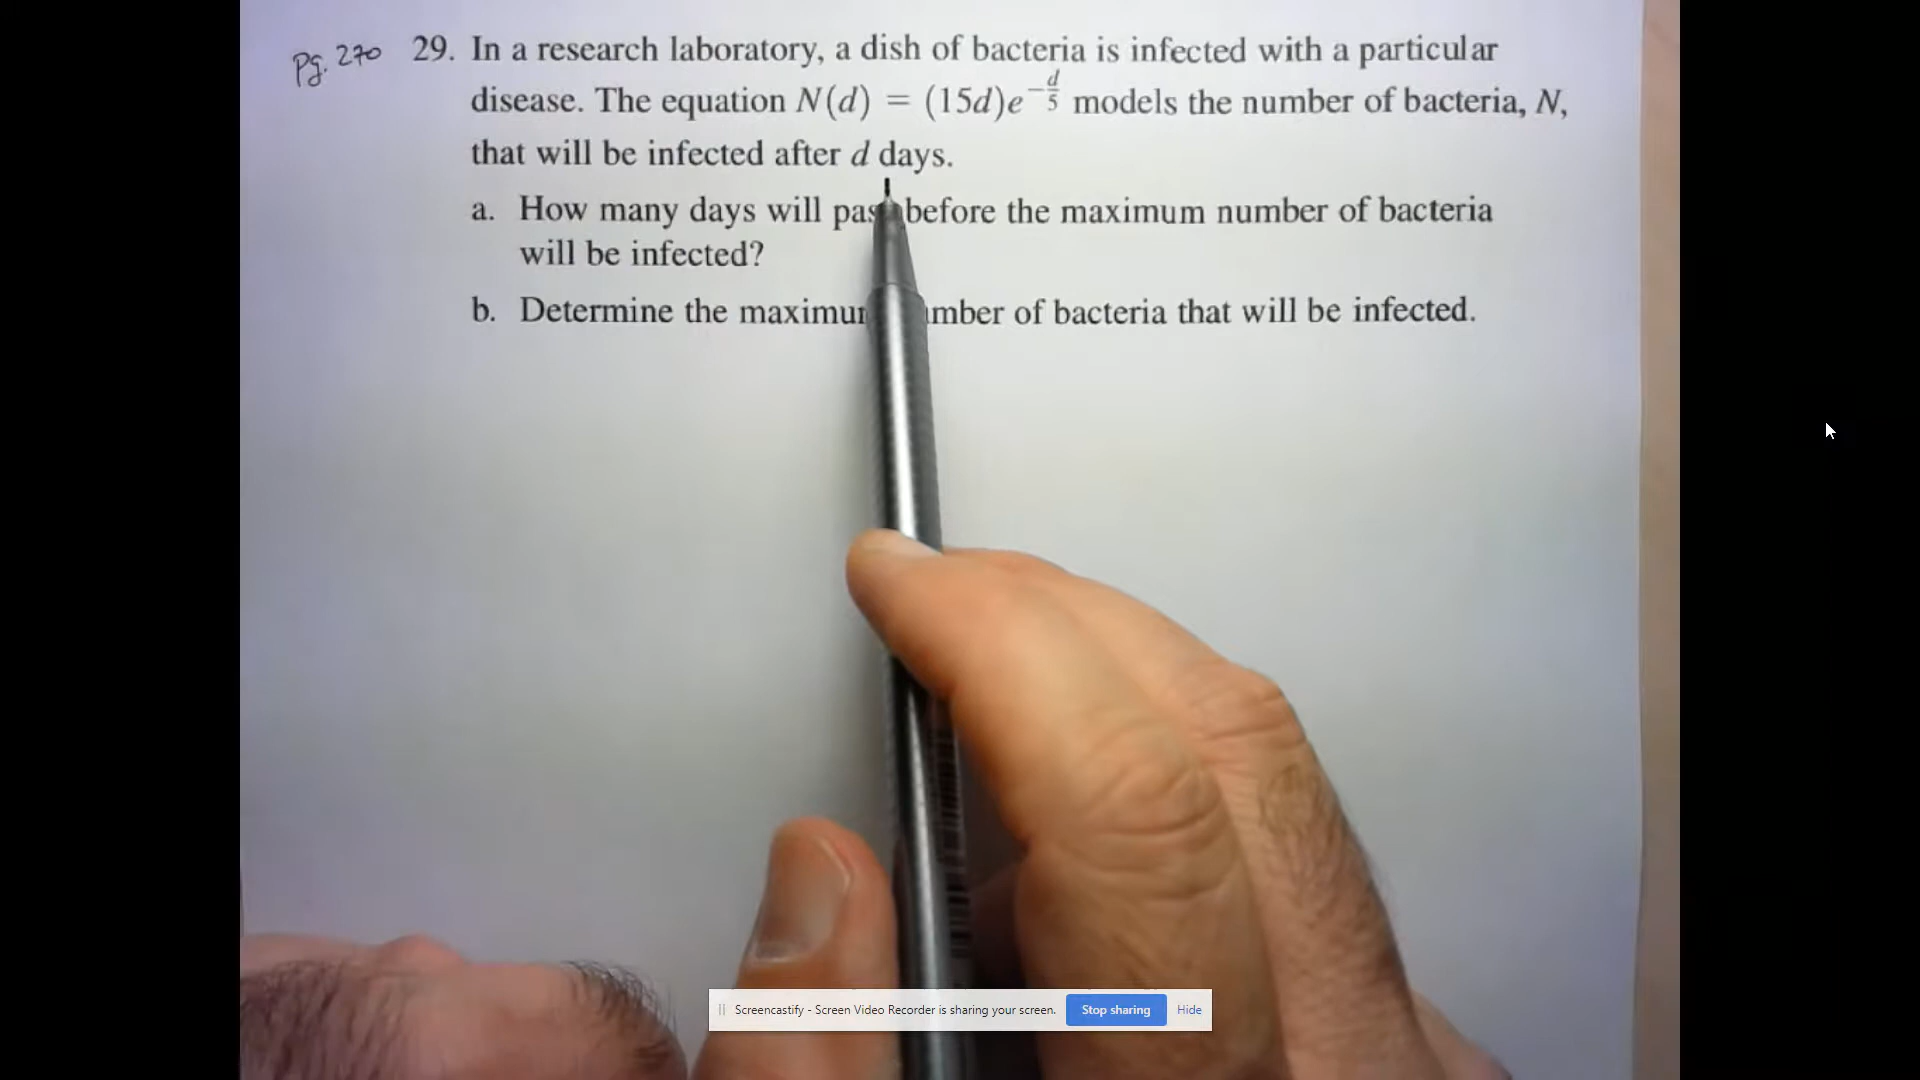 Pg. 270 29. In a research laboratory, a dish of bacteria is infected with a particular
disease. The equation N(d) = (15d)e^{-\frac{d}{5}} models the number of bacteria, N,
that will be infected after d days.
a. How many days will before the maximum number of bacteria
will be infected?
b. Determine the of bacteria that will be infected.
Screencastify - Screen Video Recorder is sharing your screen. Stop sharing Hide